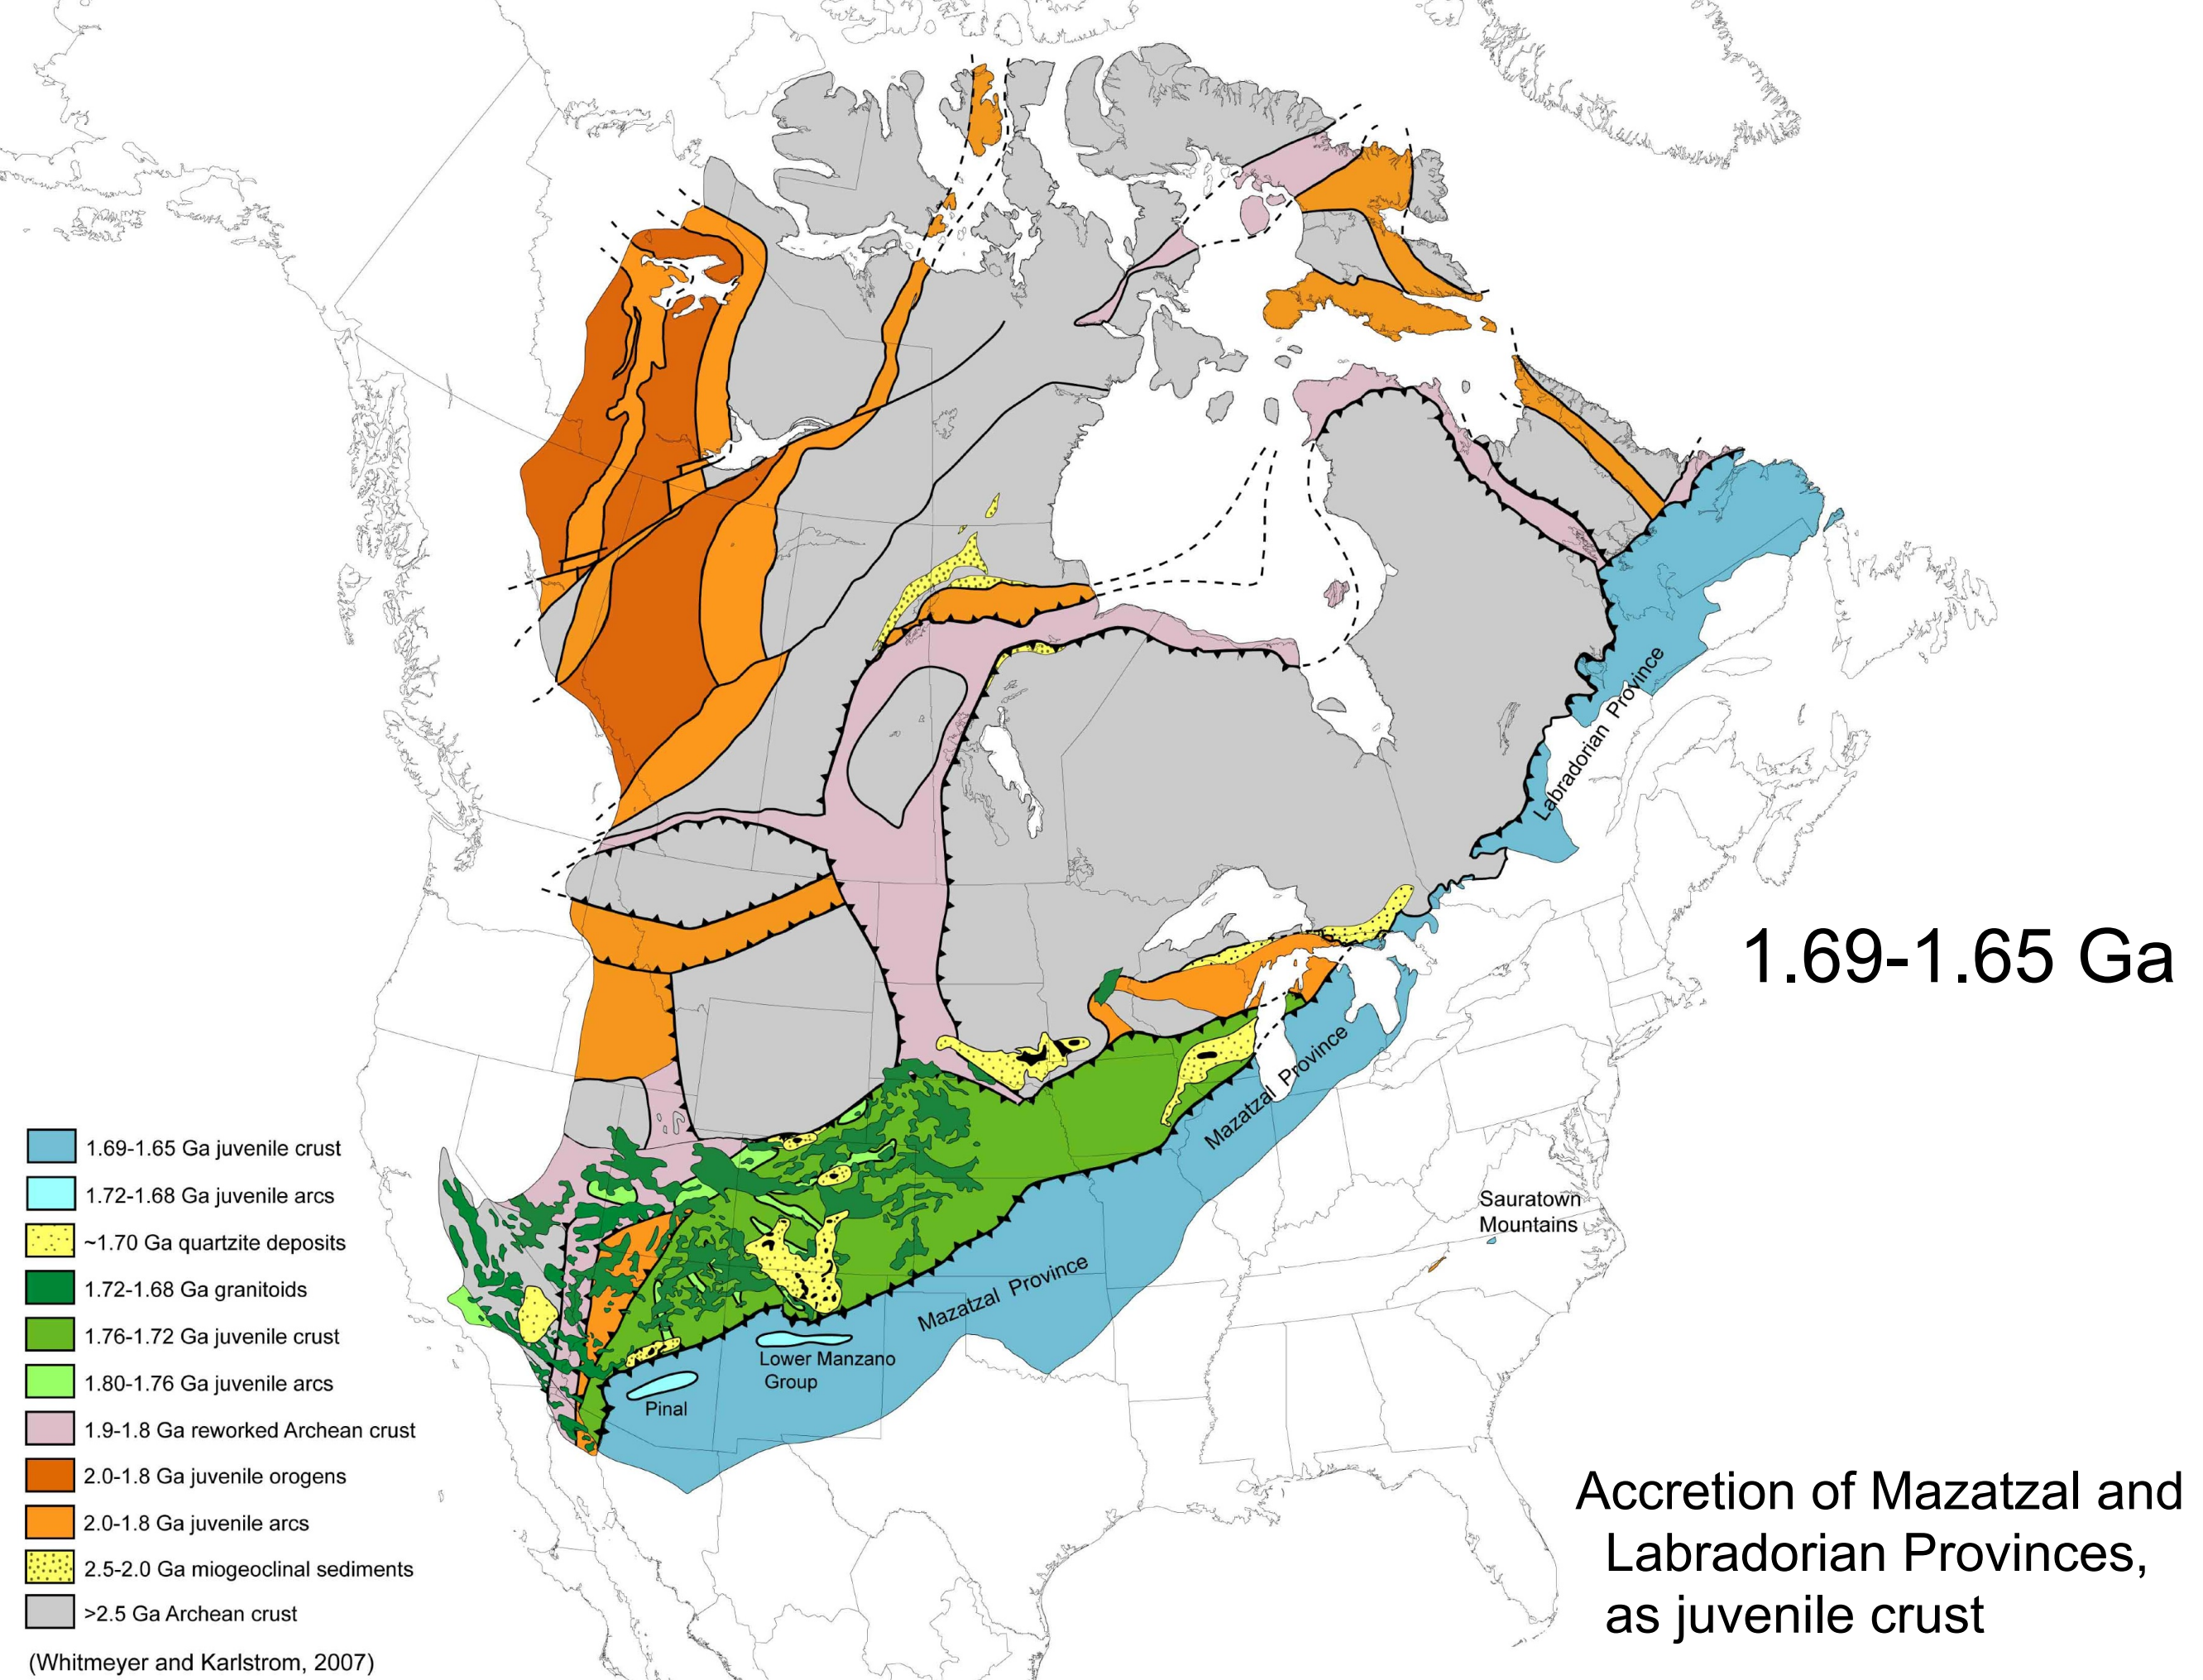 Labradorian Province
1.69-1.65 Ga
Mazatzal Province
Sauratown
Mountains
Mazatzal Province
Lower Manzano
Group
Pinal
1.69-1.65 Ga juvenile crust
1.72-1.68 Ga juvenile arcs
~1.70 Ga quartzite deposits
1.72-1.68 Ga granitoids
1.76-1.72 Ga juvenile crust
1.80-1.76 Ga juvenile arcs
1.9-1.8 Ga reworked Archean crust
2.0-1.8 Ga juvenile orogens
2.0-1.8 Ga juvenile arcs
2.5-2.0 Ga miogeoclinal sediments
>2.5 Ga Archean crust
(Whitmeyer and Karlstrom, 2007)
Accretion of Mazatzal and
Labradorian Provinces,
as juvenile crust